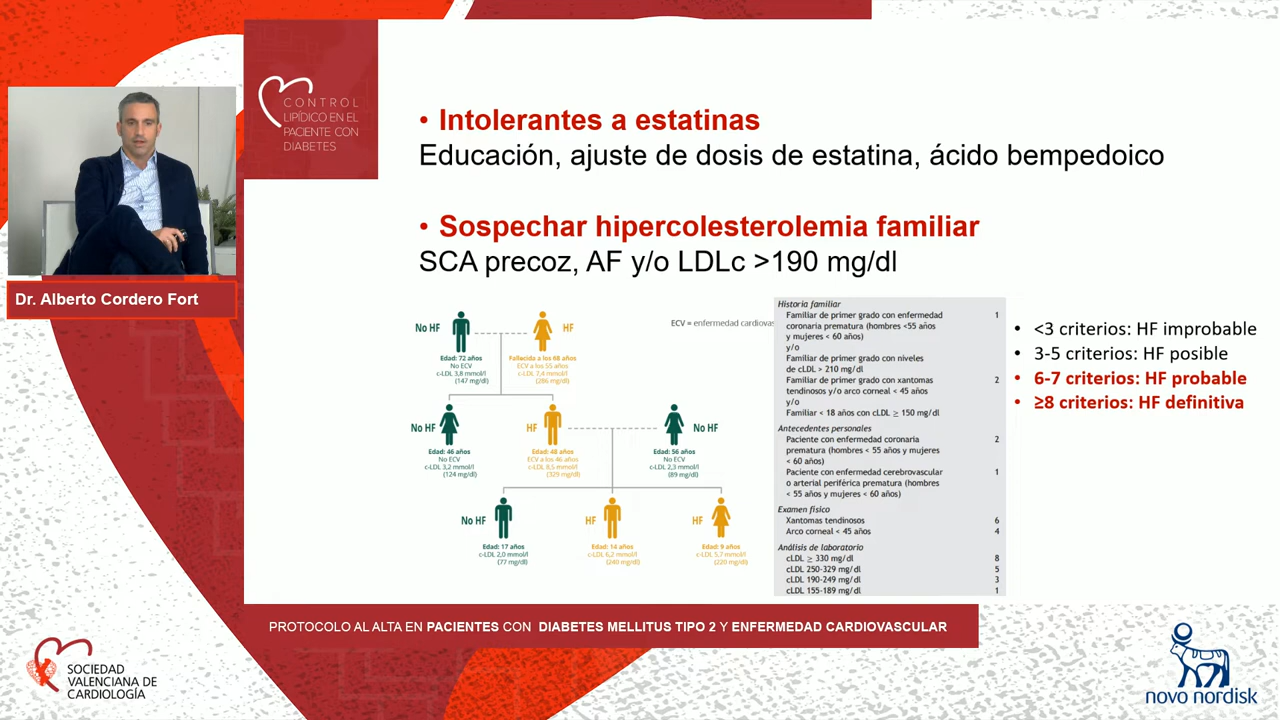 CONTROL
LIPÍDICO EN EL
PACIENTE CON
DIABETES
Dr. Alberto Cordero Fort
• Intolerantes a estatinas
Educación, ajuste de dosis de estatina, ácido bempedoico
• Sospechar hipercolesterolemia familiar
SCA precoz, AF y/o LDLc >190 mg/dl
ECV = enfermedad cardiovas
No HF
Edad: 72 años
No ECV
c-LDL 3,8 mmol/l
(147 mg/dl)
HF
Fallecida a los 68 años
ECV a los 55 años
c-LDL 7,4 mmol/l
(286 mg/dl)
No HF
Edad: 46 años
No ECV
c-LDL 3,2 mmol/l
(124 mg/dl)
HF
Edad: 48 años
ECV a los 46 años
c-LDL 8,5 mmol/l
(329 mg/dl)
No HF
Edad: 56 años
No ECV
c-LDL 2,3 mmol/l
(89 mg/dl)
No HF
Edad: 17 años
c-LDL 2,0 mmol/l
(77 mg/dl)
HF
Edad: 14 años
c-LDL 6,2 mmol/l
(240 mg/dl)
HF
Edad: 9 años
c-LDL 5,7 mmol/l
(220 mg/dl)
Historia familiar
Familiar de primer grado con enfermedad 1
coronaria prematura (hombres <55 años
y mujeres < 60 años)
y/o
Familiar de primer grado con niveles
de cLDL > 210 mg/dl
Familiar de primer grado con xantomas 2
tendinosos y/o arco corneal < 45 años
y/o
Familiar < 18 años con cLDL ≥ 150 mg/dl
Antecedentes personales
Paciente con enfermedad coronaria 2
prematura (hombres < 55 años y mujeres
< 60 años)
Paciente con enfermedad cerebrovascular 1
o arterial periférica prematura (hombres
< 55 años y mujeres < 60 años)
Examen físico
Xantomas tendinosos 6
Arco corneal < 45 años 4
Análisis de laboratorio
cLDL ≥ 330 mg/dl 8
cLDL 250-329 mg/dl 5
cLDL 190-249 mg/dl 3
cLDL 155-189 mg/dl 1
• <3 criterios: HF improbable
• 3-5 criterios: HF posible
• 6-7 criterios: HF probable
• ≥8 criterios: HF definitiva
PROTOCOLO AL ALTA EN PACIENTES CON DIABETES MELLITUS TIPO 2 Y ENFERMEDAD CARDIOVASCULAR
SOCIEDAD
VALENCIANA DE
CARDIOLOGÍA
novo nordisk